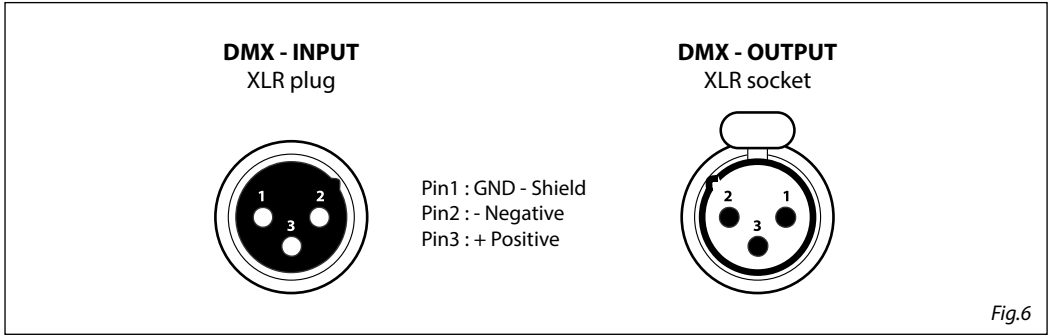 DMX - INPUT
XLR plug
1
2
3
Pin1 : GND - Shield
Pin2 : - Negative
Pin3 : + Positive
DMX - OUTPUT
XLR socket
2
1
3
Fig.6